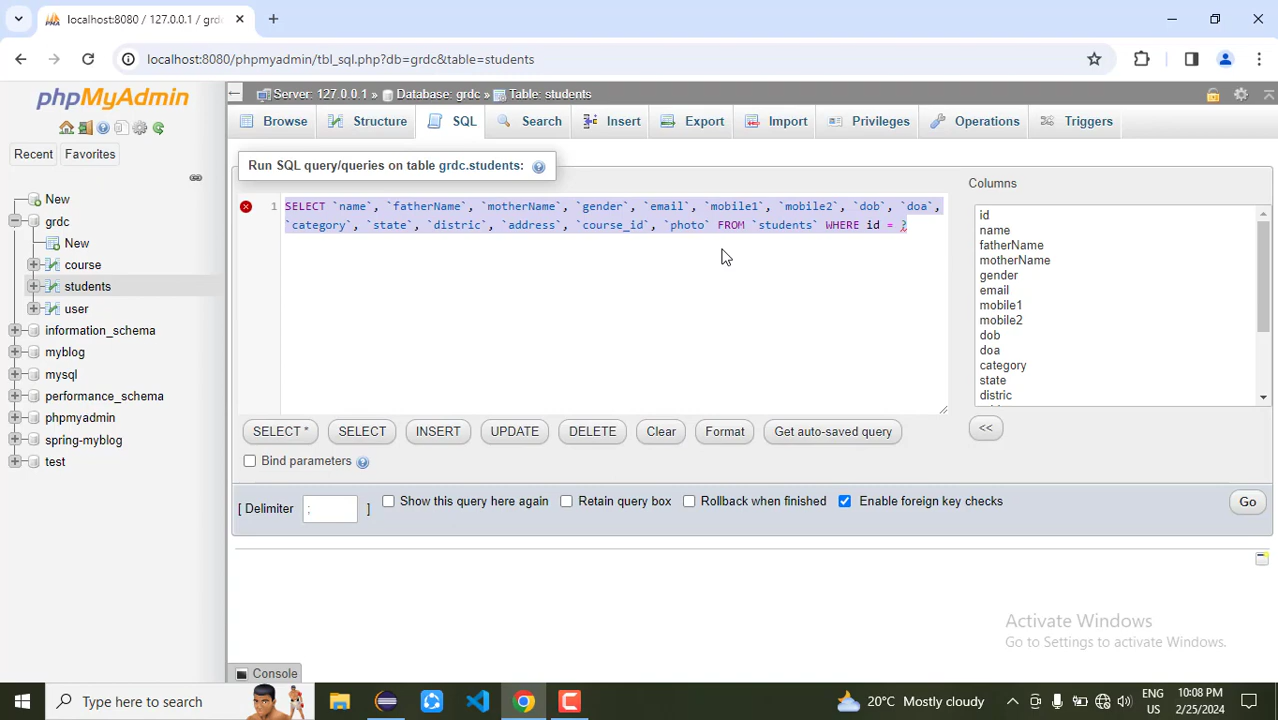 localhost:8080 / 127.0.0.1 / grdc
localhost:8080/phpmyadmin/tbl_sql.php?db=grdc&table=students
phpMyAdmin
Recent Favorites
New
grdc
New
course
students
user
information_schema
myblog
mysql
performance_schema
phpmyadmin
spring-myblog
test
Server: 127.0.0.1 » Database: grdc » Table: students
Browse Structure SQL Search Insert Export Import Privileges Operations Triggers
Run SQL query/queries on table grdc.students:
1 SELECT `name`, `fatherName`, `motherName`, `gender`, `email`, `mobile1`, `mobile2`, `dob`, `doa`,
`category`, `state`, `distric`, `address`, `course_id`, `photo` FROM `students` WHERE id = ?
Columns
id
name
fatherName
motherName
gender
email
mobile1
mobile2
dob
doa
category
state
distric
SELECT * SELECT INSERT UPDATE DELETE Clear Format Get auto-saved query <<
Bind parameters
[ Delimiter ; ] Show this query here again Retain query box Rollback when finished Enable foreign key checks Go
Activate Windows
Go to Settings to activate Windows.
Console
Type here to search
20°C Mostly cloudy
ENG
US
10:08 PM
2/25/2024